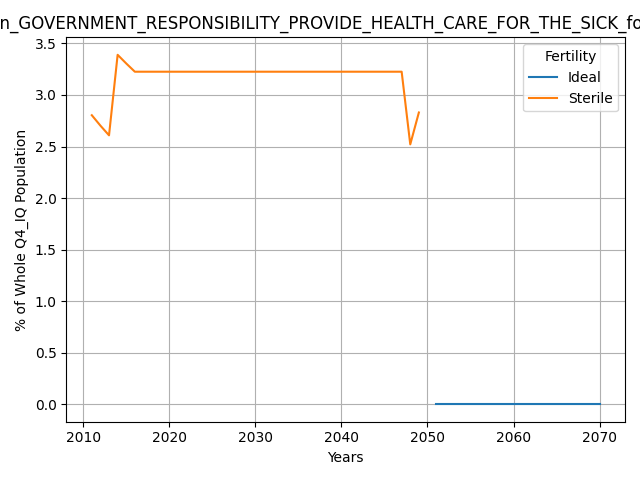 n_GOVERNMENT_RESPONSIBILITY_PROVIDE_HEALTH_CARE_FOR_THE_SICK_fo
3.5
3.0
2.5
2.0
1.5
1.0
0.5
0.0
% of Whole Q4_IQ Population
Fertility
Ideal
Sterile
2010 2020 2030 2040 2050 2060 2070
Years